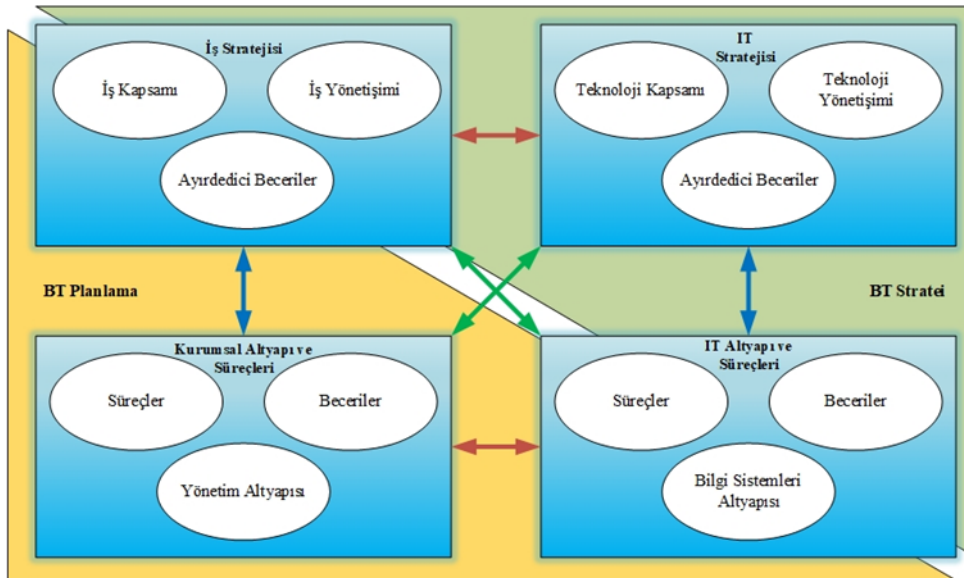 İş Stratejisi
İş Kapsamı
İş Yönetişimi
Ayırdedici Beceriler
IT
Stratejisi
Teknoloji Kapsamı
Teknoloji
Yönetişimi
Ayırdedici Beceriler
BT Planlama
BT Stratei
Kurumsal Altyapı ve
Süreçleri
Süreçler
Beceriler
Yönetim Altyapısı
IT Altyapı ve
Süreçleri
Süreçler
Beceriler
Bilgi Sistemleri
Altyapısı